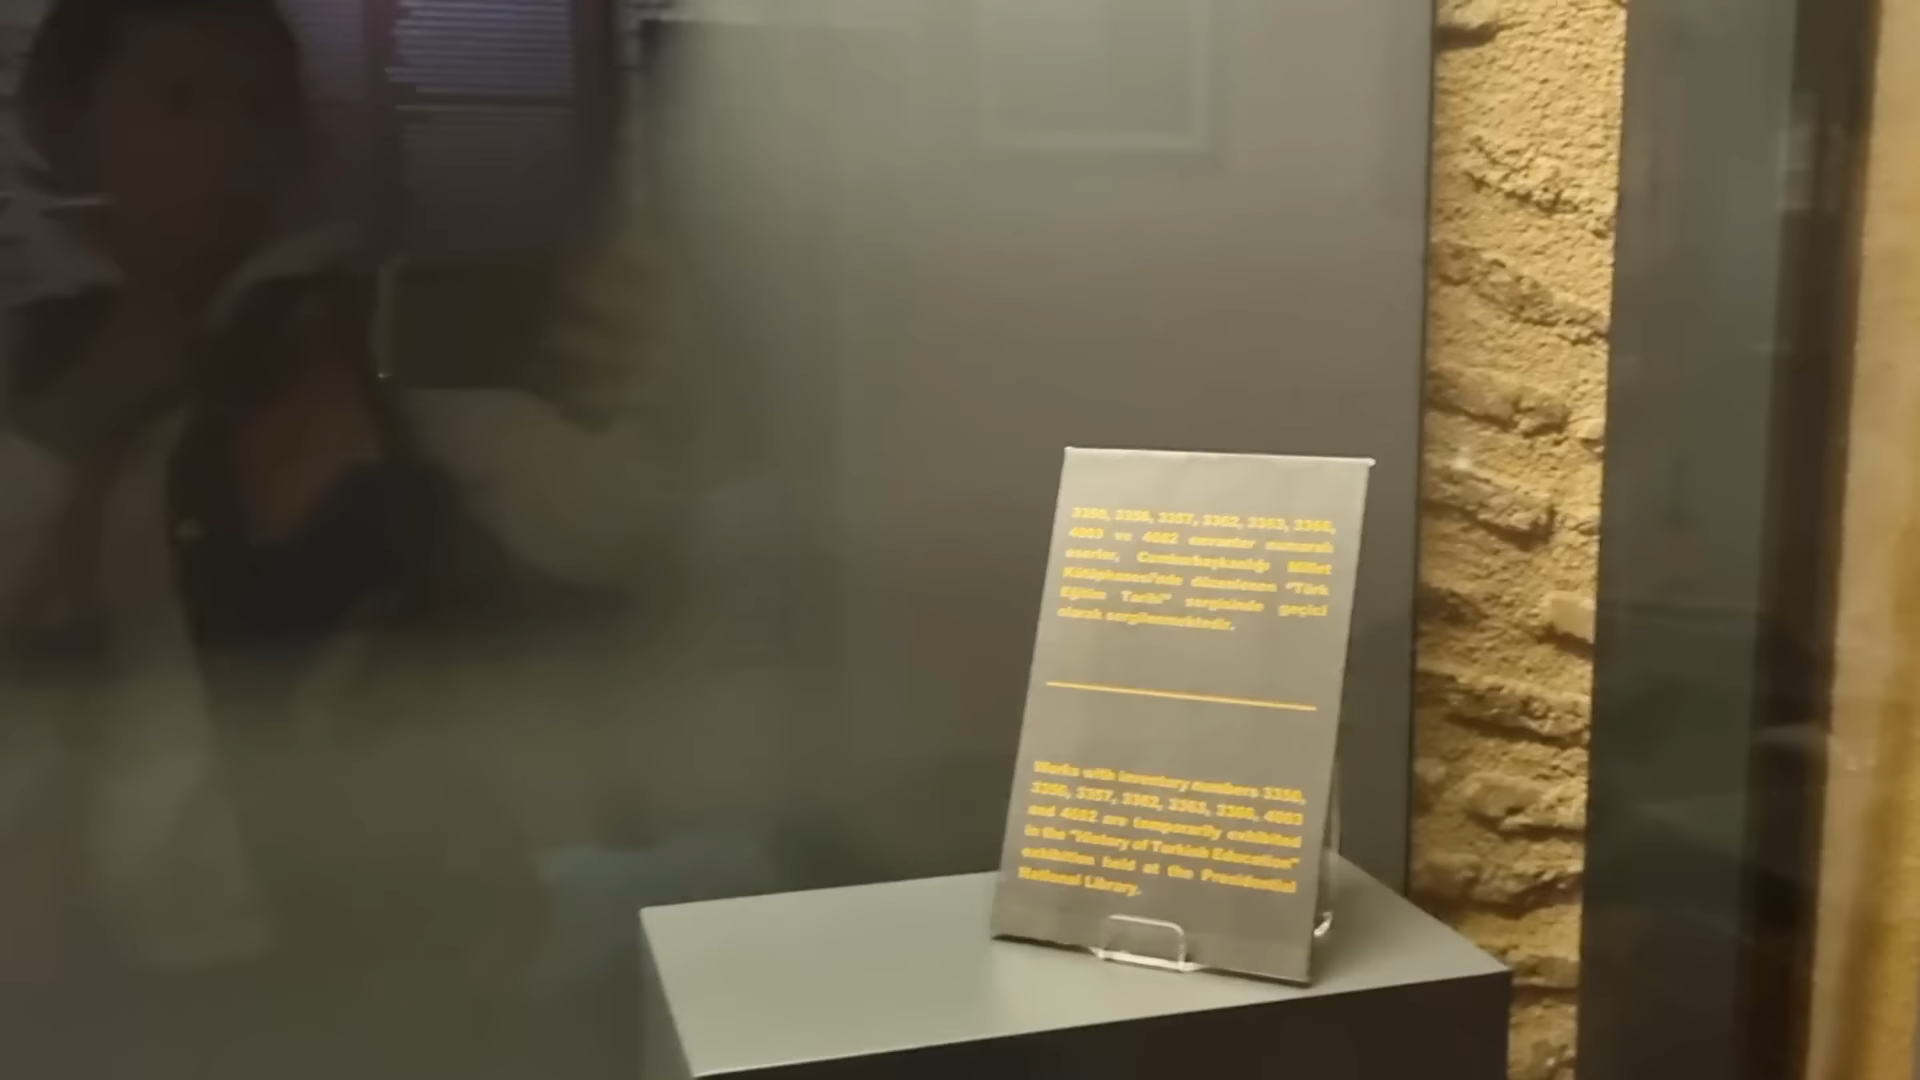 3350, 3356, 3357, 3362, 3363, 3366,
4003 ve 4002 envanter numaralı
eserler, Cumhurbaşkanlığı Millet
Kütüphanesi'nde düzenlenen "Türk
Eğitim Tarihi" sergisinde geçici
olarak sergilenmektedir.
Works with inventory numbers 3350,
3356, 3357, 3362, 3363, 3366, 4003
and 4002 are temporarily exhibited
in the "History of Turkish Education"
exhibition held at the Presidential
National Library.